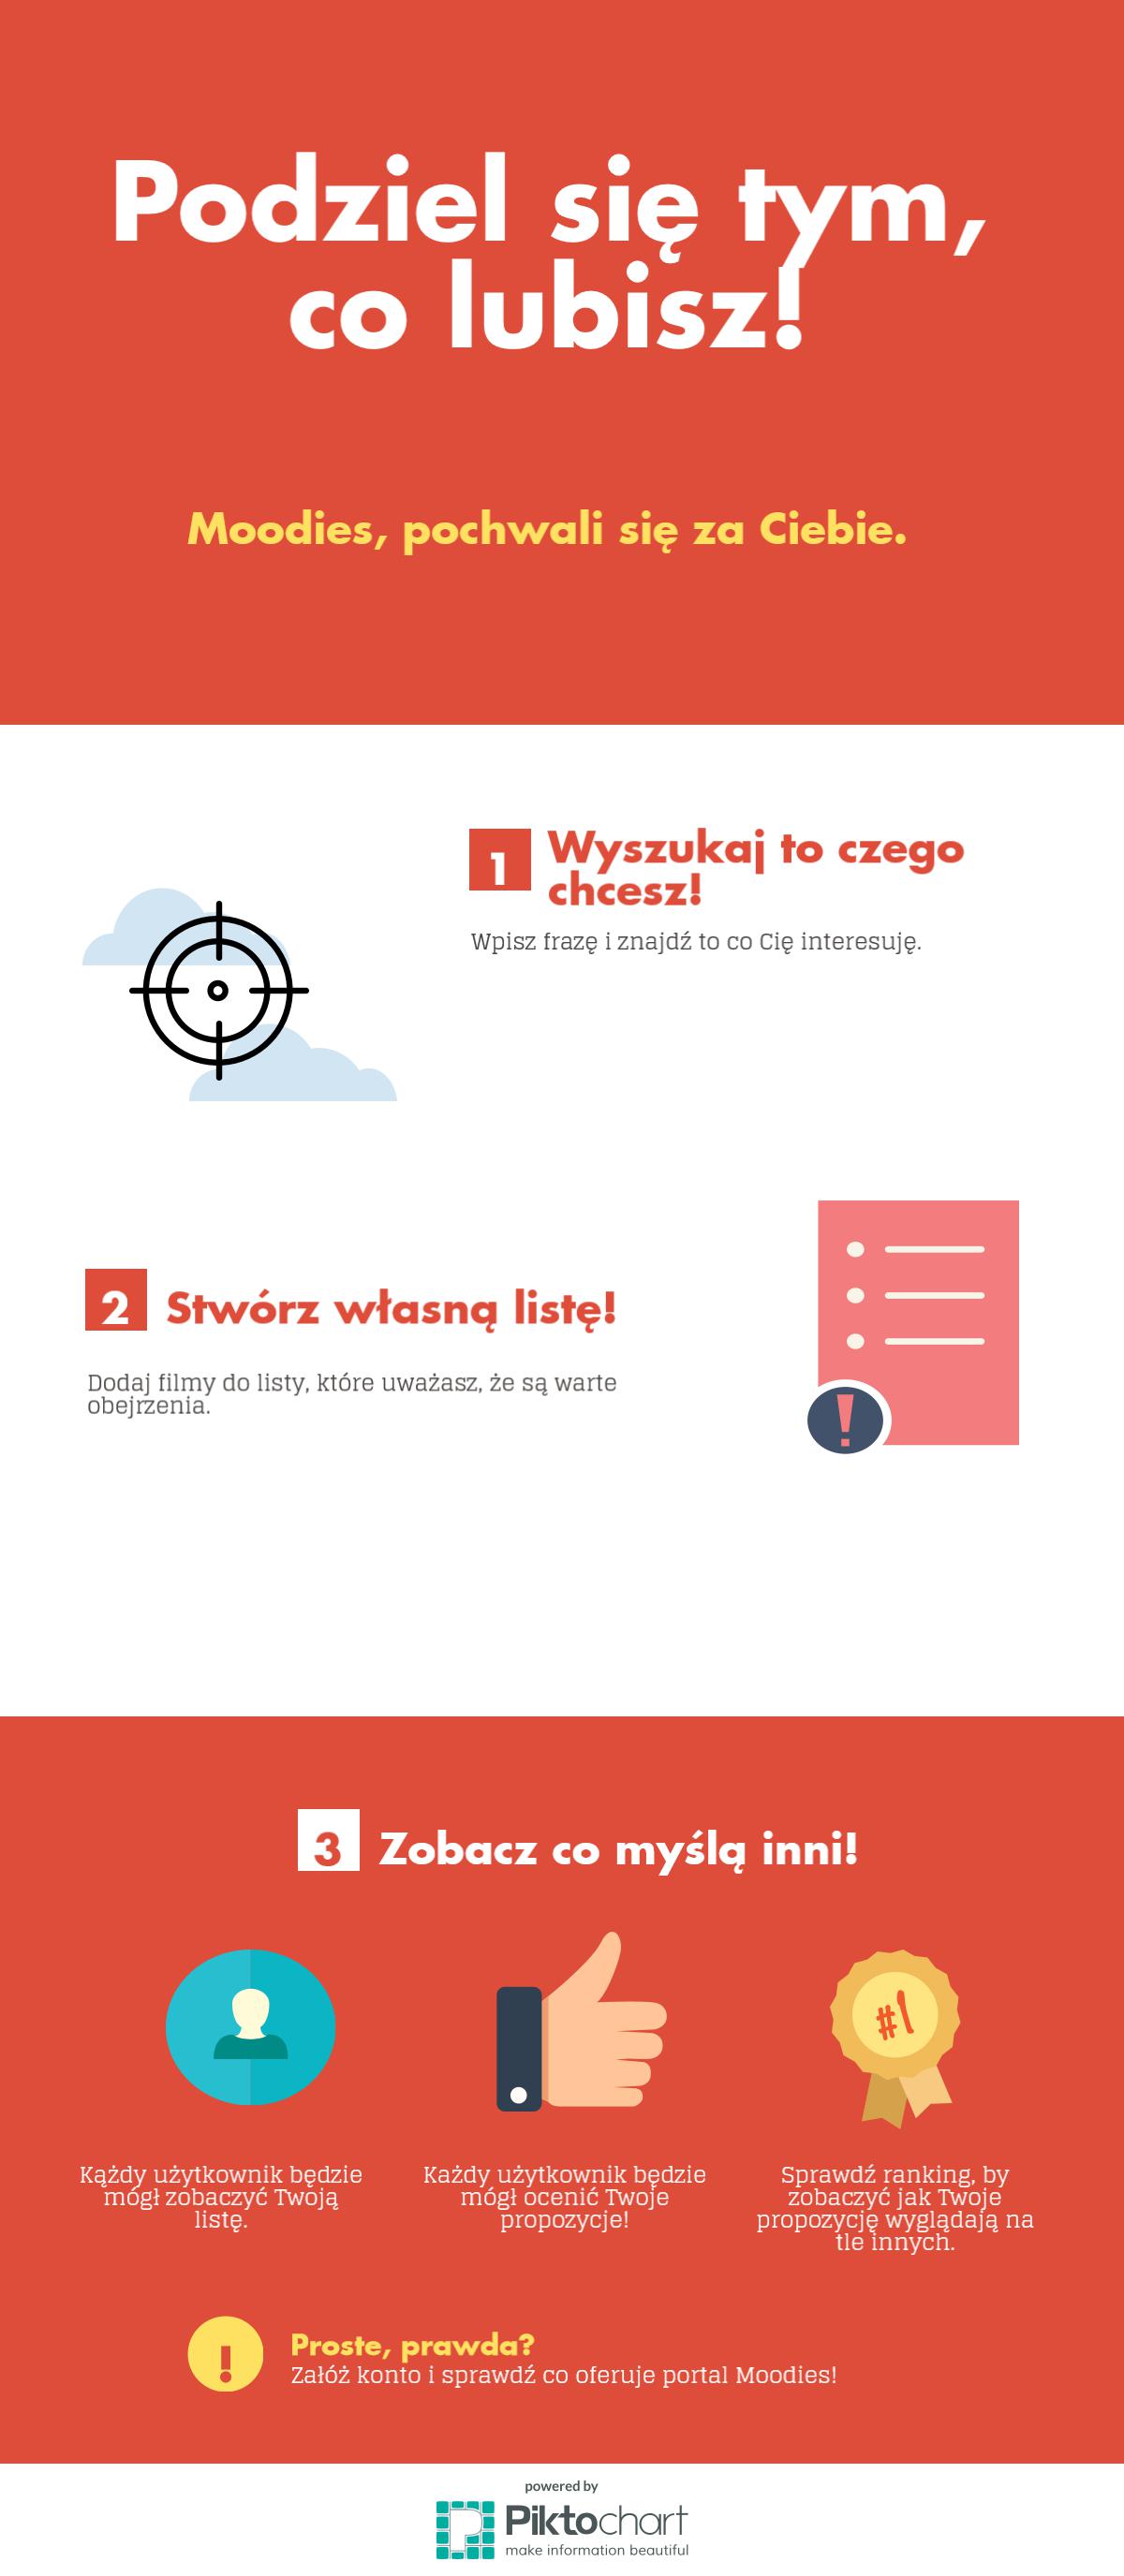 Podziel się tym,
co lubisz!
Moodies, pochwali się za Ciebie.
1
Wyszukaj to czego
chcesz!
Wpisz frazę i znajdź to co Cię interesuję.
2
Stwórz własną listę!
Dodaj filmy do listy, które uważasz, że są warte
obejrzenia.
!
3
Zobacz co myślą inni!
#1
Kążdy użytkownik będzie
mógł zobaczyć Twoją
listę.
Każdy użytkownik będzie
mógł ocenić Twoje
propozycje!
Sprawdź ranking, by
zobaczyć jak Twoje
propozycję wyglądają na
tle innych.
!
Proste, prawda?
Załóż konto i sprawdź co oferuje portal Moodies!
powered by
Piktochart
make information beautiful